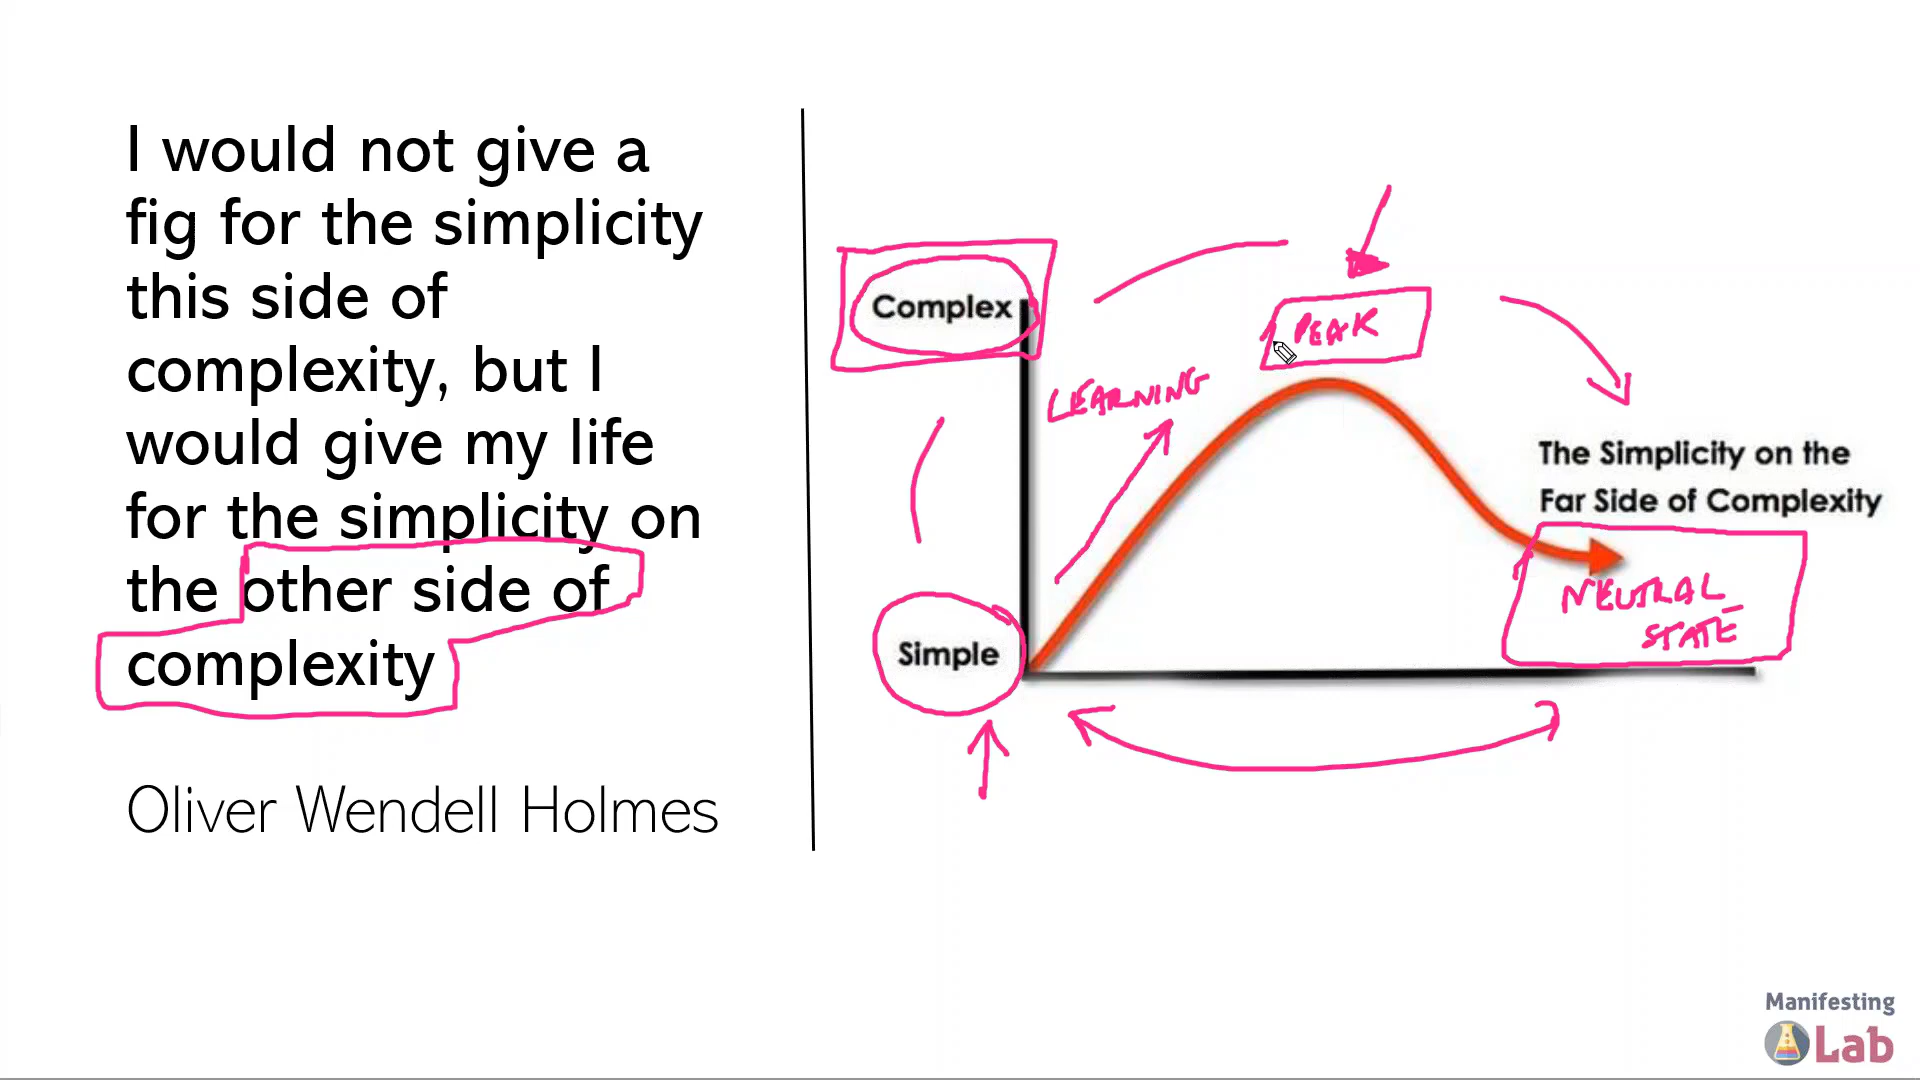 I would not give a
fig for the simplicity
this side of
complexity, but I
would give my life
for the simplicity on
the other side of
complexity
Oliver Wendell Holmes
Complex
PEAK
LEARNING
The Simplicity on the
Far Side of Complexity
NEUTRAL
STATE
Simple
Manifesting
Lab